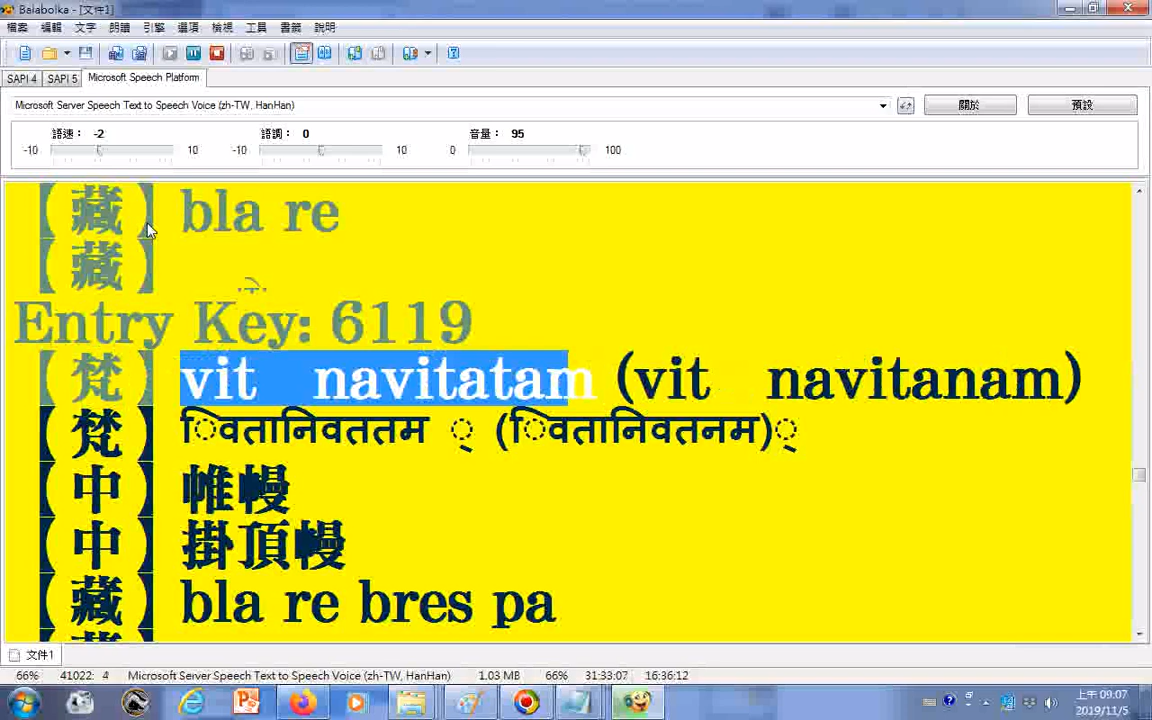 Balabolka - [文件1]
檔案 編輯 文字 朗讀 引擎 選項 檢視 工具 書籤 說明
SAPI 4 SAPI 5 Microsoft Speech Platform
Microsoft Server Speech Text to Speech Voice (zh-TW, HanHan) 關於 預設
語速： -2 語調： 0 音量： 95
-10 10 -10 10 0 100
【藏】 bla re
【藏】
Entry Key: 6119
【梵】 vit navitatam (vit navitanam)
【梵】 िवतानिवततम ् (िवतानिवतनम)्
【中】 帷幔
【中】 掛頂幔
【藏】 bla re bres pa
文件1
66% 41022: 4 Microsoft Server Speech Text to Speech Voice (zh-TW, HanHan) 1.03 MB 66% 31:33:07 16:36:12
上午 09:07
2019/11/5